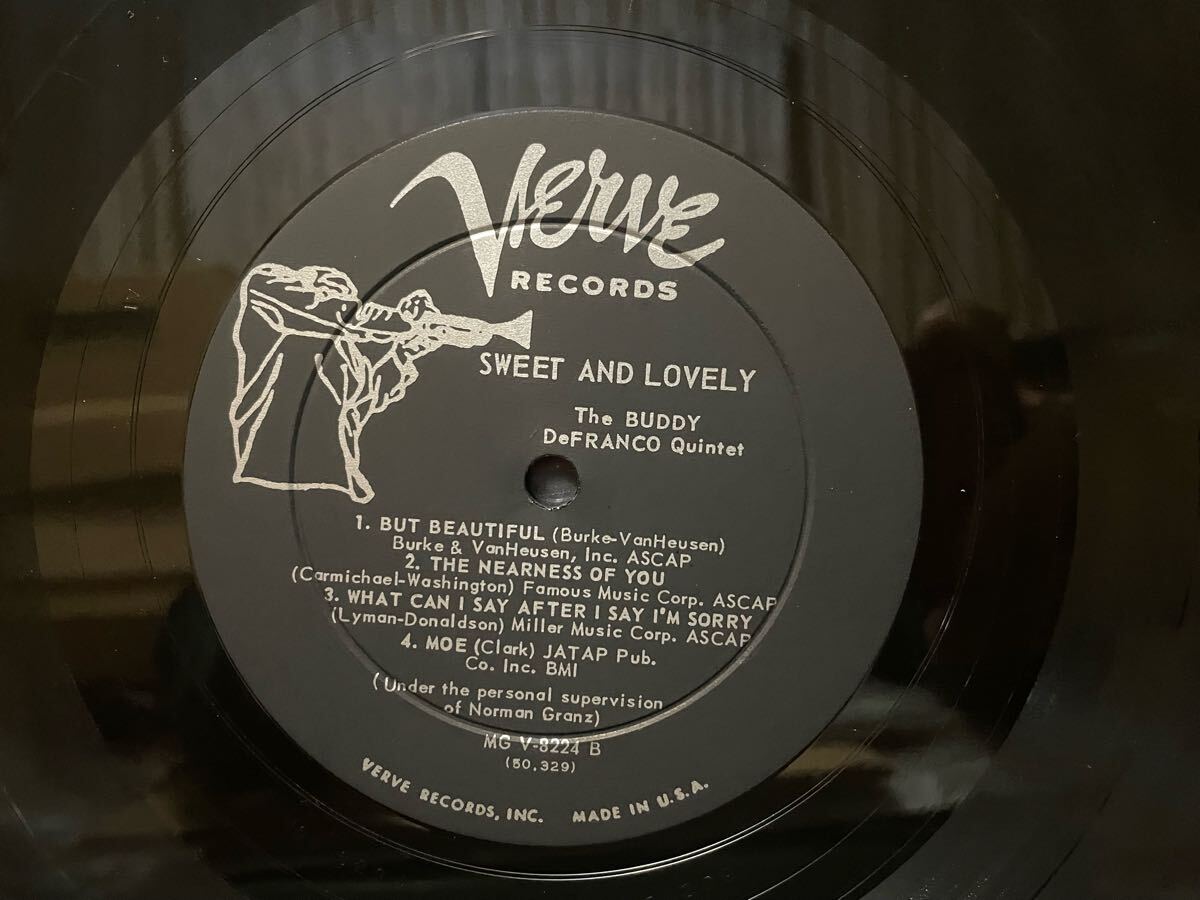 Verve
RECORDS
SWEET AND LOVELY
The BUDDY
DeFRANCO Quintet
1. BUT BEAUTIFUL (Burke-VanHeusen)
Burke & VanHeusen, Inc. ASCAP
2. THE NEARNESS OF YOU
(Carmichael-Washington) Famous Music Corp. ASCAP
3. WHAT CAN I SAY AFTER I SAY I'M SORRY
(Lyman-Donaldson) Miller Music Corp. ASCAP
4. MOE (Clark) JATAP Pub.
Co. Inc. BMI
(Under the personal supervision
of Norman Granz)
MG V-8224 B
(50,329)
VERVE RECORDS, INC. MADE IN U.S.A.